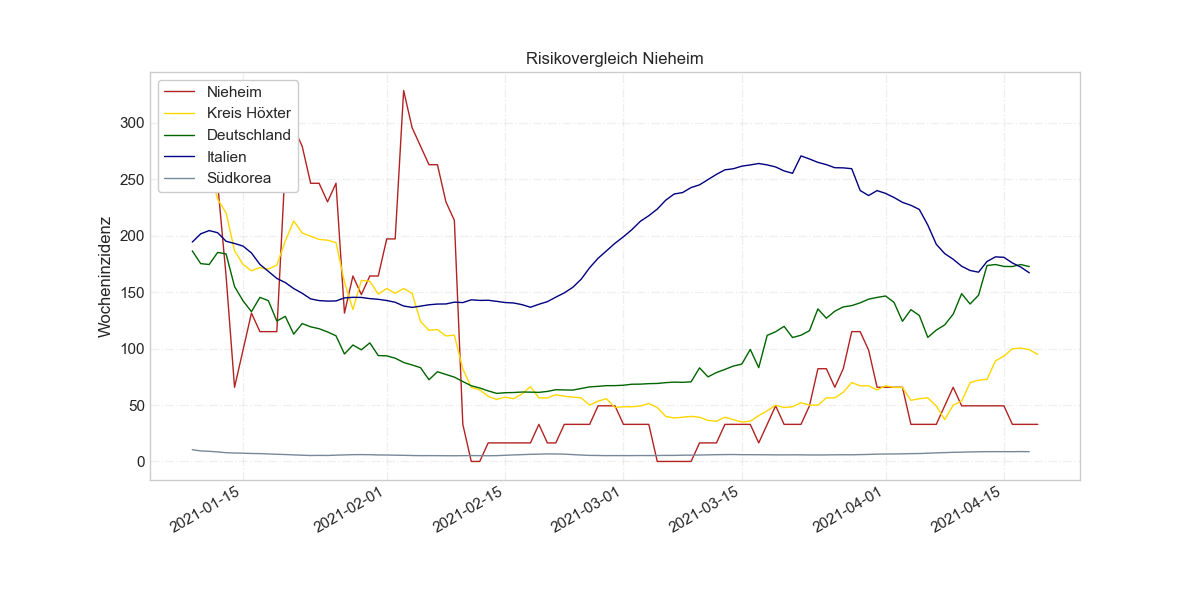 Risikovergleich Nieheim
Nieheim
Kreis Höxter
Deutschland
Italien
Südkorea
Wocheninzidenz
300
250
200
150
100
50
0
2021-01-15
2021-02-01
2021-02-15
2021-03-01
2021-03-15
2021-04-01
2021-04-15